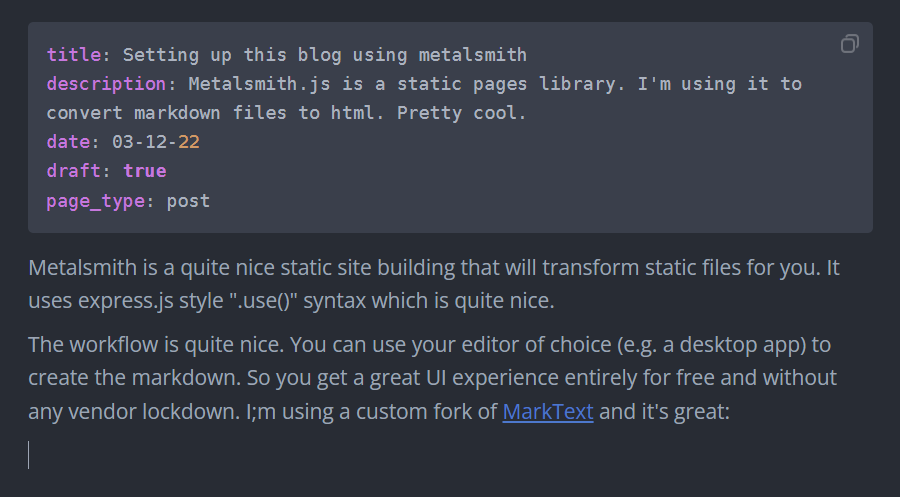 title: Setting up this blog using metalsmith
description: Metalsmith.js is a static pages library. I'm using it to
convert markdown files to html. Pretty cool.
date: 03-12-22
draft: true
page_type: post
Metalsmith is a quite nice static site building that will transform static files for you. It
uses express.js style ".use()" syntax which is quite nice.
The workflow is quite nice. You can use your editor of choice (e.g. a desktop app) to
create the markdown. So you get a great UI experience entirely for free and without
any vendor lockdown. I;m using a custom fork of MarkText and it's great: